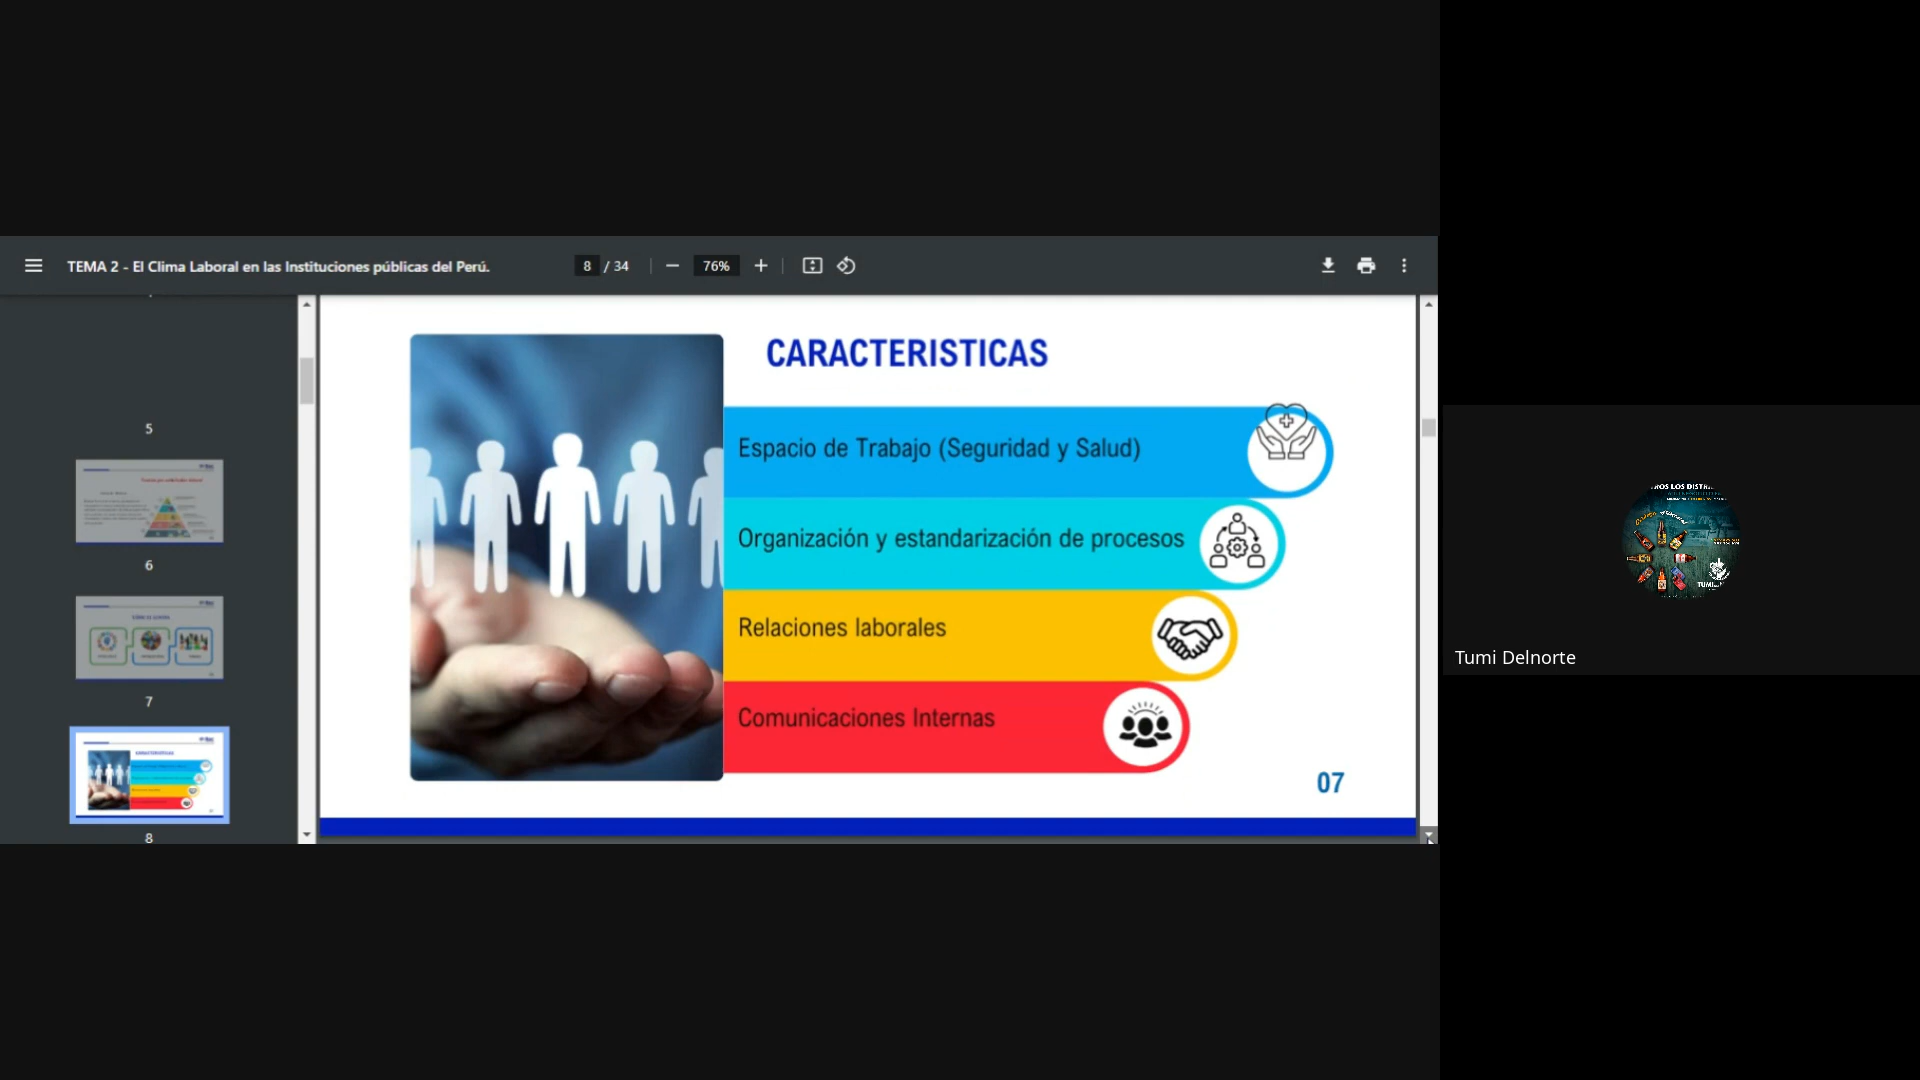 TEMA 2 - El Clima Laboral en las Instituciones públicas del Perú.
8 / 34
76%
5
6
7
8
CARACTERISTICAS
Espacio de Trabajo (Seguridad y Salud)
Organización y estandarización de procesos
Relaciones laborales
Comunicaciones Internas
07
Tumi Delnorte